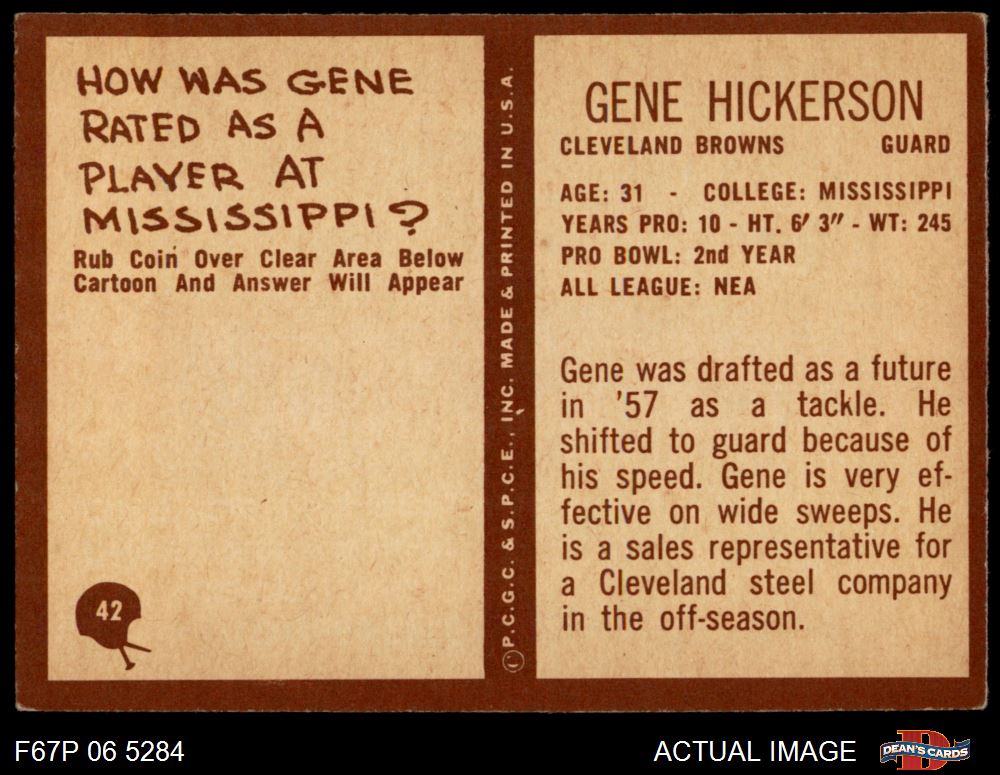 HOW WAS GENE
RATED AS A
PLAYER AT
MISSISSIPPI?
Rub Coin Over Clear Area Below
Cartoon And Answer Will Appear
42
©P.C.G.C. & S.P.C.E., INC. MADE & PRINTED IN U.S.A.
GENE HICKERSON
CLEVELAND BROWNS GUARD
AGE: 31 - COLLEGE: MISSISSIPPI
YEARS PRO: 10 - HT. 6' 3" - WT: 245
PRO BOWL: 2nd YEAR
ALL LEAGUE: NEA
Gene was drafted as a future
in '57 as a tackle. He
shifted to guard because of
his speed. Gene is very ef-
fective on wide sweeps. He
is a sales representative for
a Cleveland steel company
in the off-season.
F67P 06 5284
ACTUAL IMAGE
D
DEAN'S CARDS